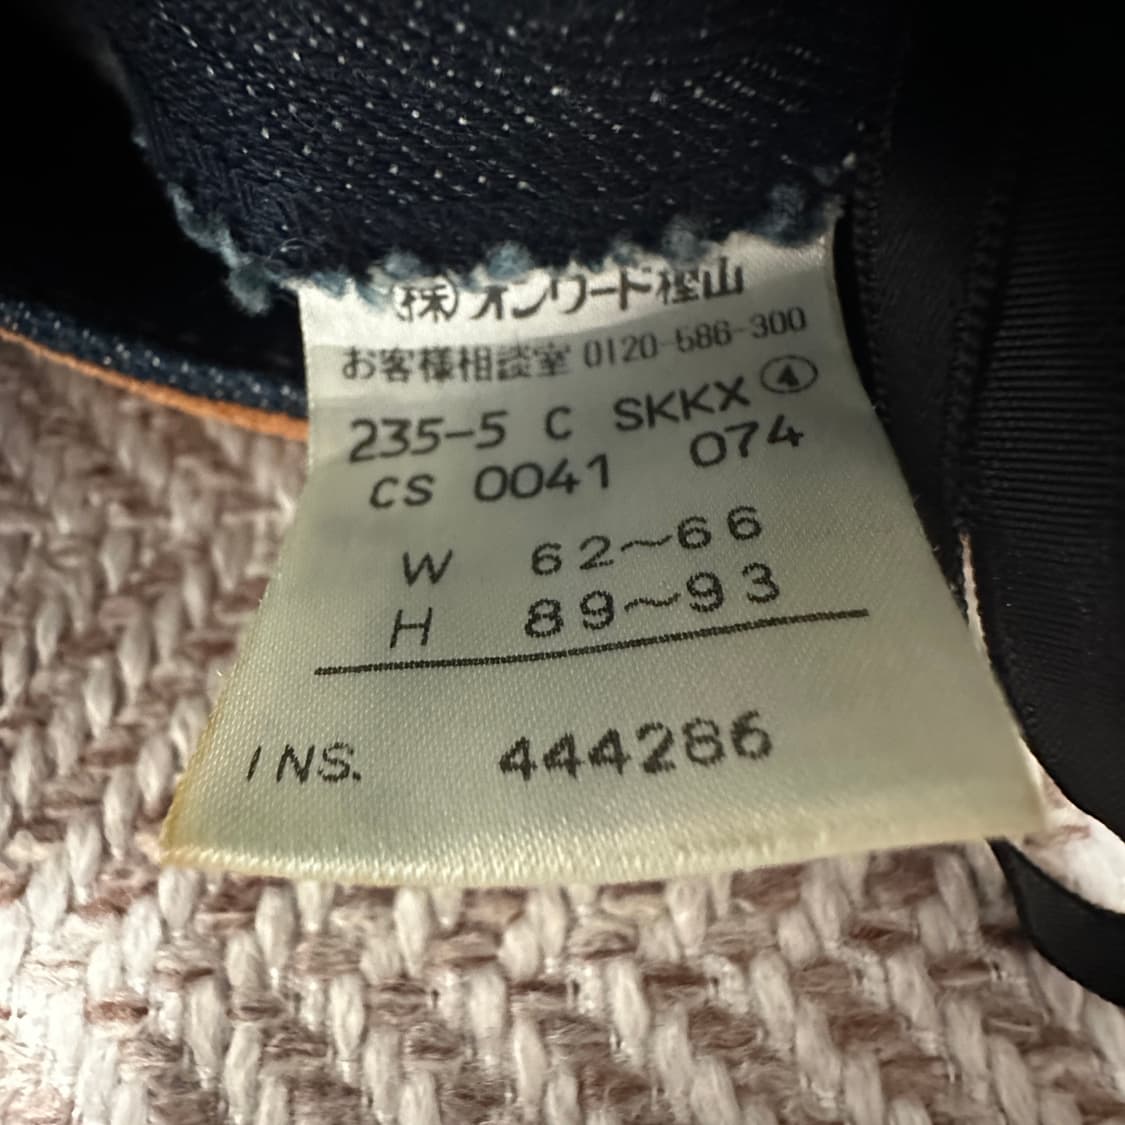 (株)オンワード樫山
お客様相談室 0120-586-300
235-5 C SKKX ④
CS 0041 074
W 62~66
H 89~93
INS. 444286